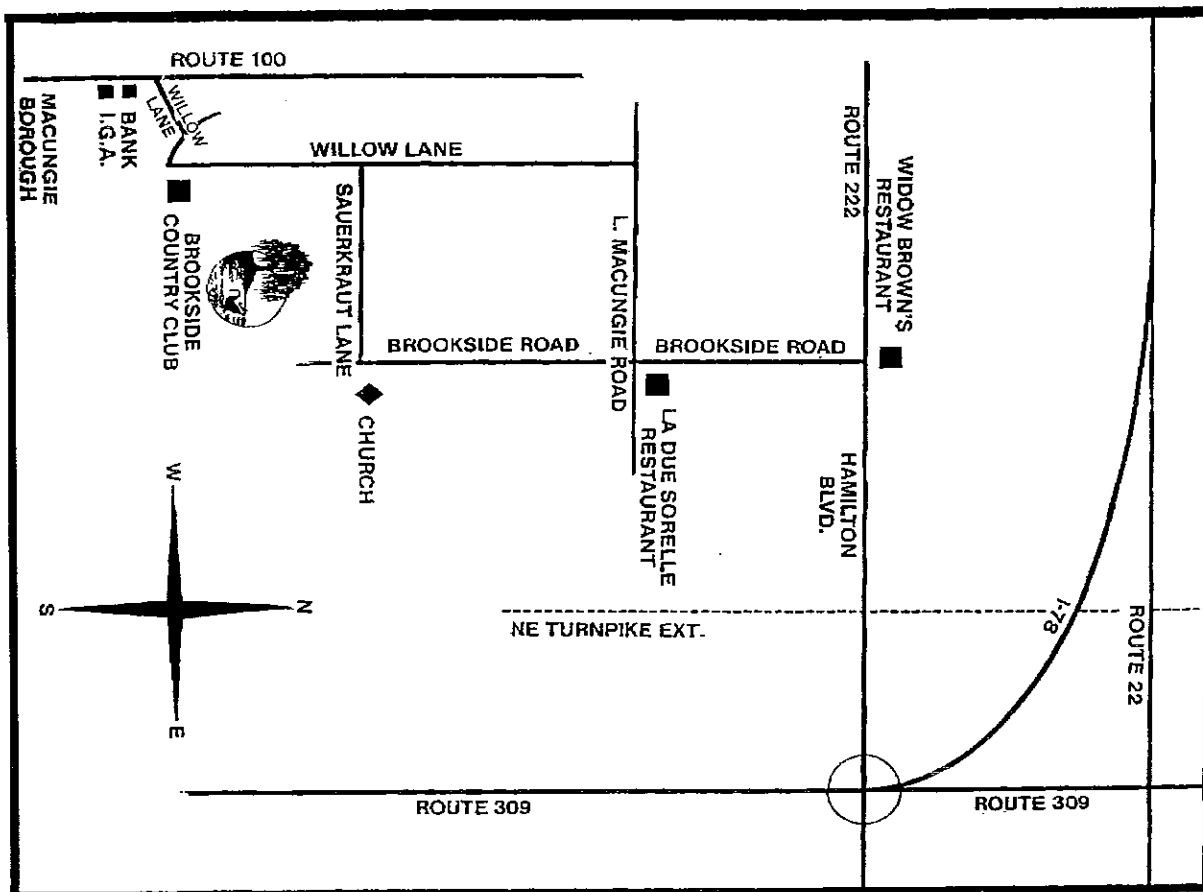 ROUTE 100
WILLOW
LANE
BANK
I.G.A.
MACUNGIE
BOROUGH
WILLOW LANE
BROOKSIDE
COUNTRY CLUB
SAUERKRAUT LANE
BROOKSIDE ROAD
CHURCH
L. MACUNGIE ROAD
BROOKSIDE ROAD
LA DUE SORELLE
RESTAURANT
ROUTE 222
WIDOW BROWN'S
RESTAURANT
HAMILTON
BLVD.
NE TURNPIKE EXT.
I-78
ROUTE 22
ROUTE 309
ROUTE 309
W
S
N
E